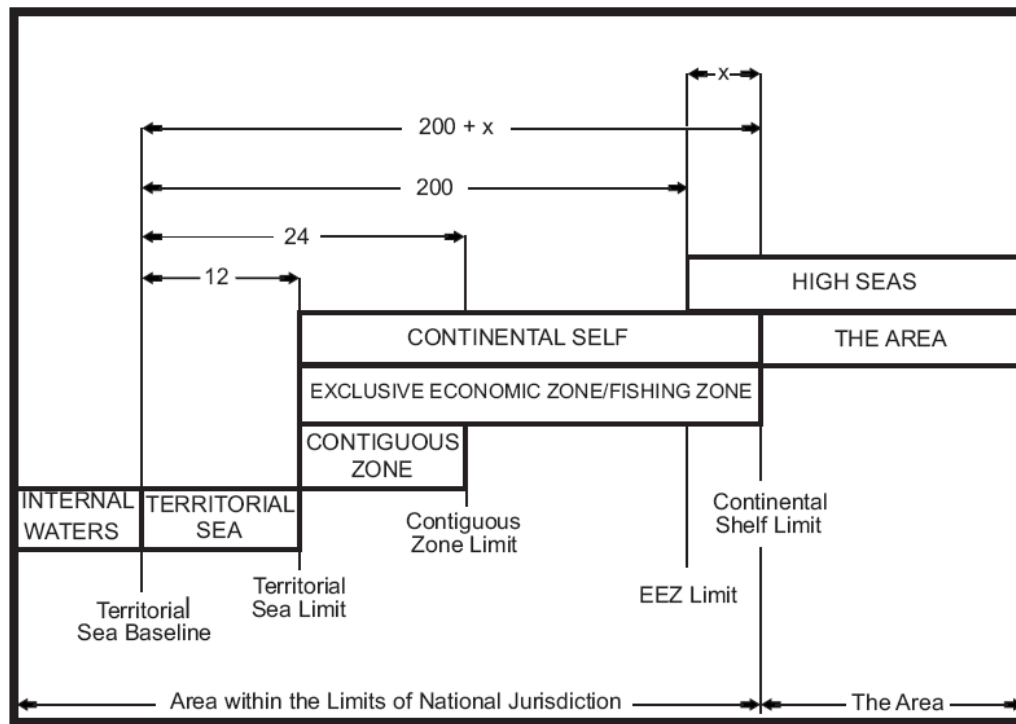 x
200 + x
200
24
12
HIGH SEAS
CONTINENTAL SELF
THE AREA
EXCLUSIVE ECONOMIC ZONE/FISHING ZONE
CONTIGUOUS
ZONE
INTERNAL
WATERS
TERRITORIAL
SEA
Contiguous
Zone Limit
Continental
Shelf Limit
Territorial
Sea Baseline
Territorial
Sea Limit
EEZ Limit
Area within the Limits of National Jurisdiction
The Area